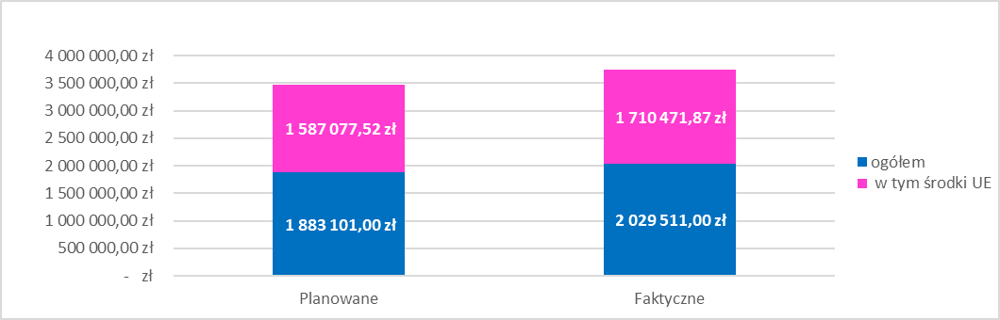 4 000 000,00 zł
3 500 000,00 zł
3 000 000,00 zł
2 500 000,00 zł
2 000 000,00 zł
1 500 000,00 zł
1 000 000,00 zł
500 000,00 zł
- zł
1 587 077,52 zł
1 883 101,00 zł
1 710 471,87 zł
2 029 511,00 zł
Planowane
Faktyczne
ogółem
w tym środki UE